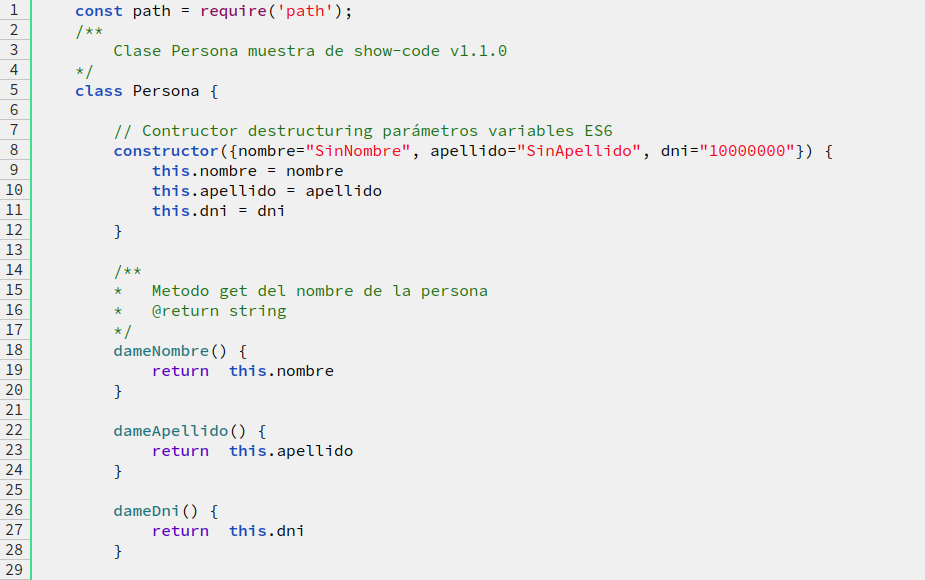 1 const path = require('path');
2 /**
3 Clase Persona muestra de show-code v1.1.0
4 */
5 class Persona {
6
7 // Contructor destructuring parámetros variables ES6
8 constructor({nombre="SinNombre", apellido="SinApellido", dni="10000000"}) {
9 this.nombre = nombre
10 this.apellido = apellido
11 this.dni = dni
12 }
13
14 /**
15 * Metodo get del nombre de la persona
16 * @return string
17 */
18 dameNombre() {
19 return this.nombre
20 }
21
22 dameApellido() {
23 return this.apellido
24 }
25
26 dameDni() {
27 return this.dni
28 }
29